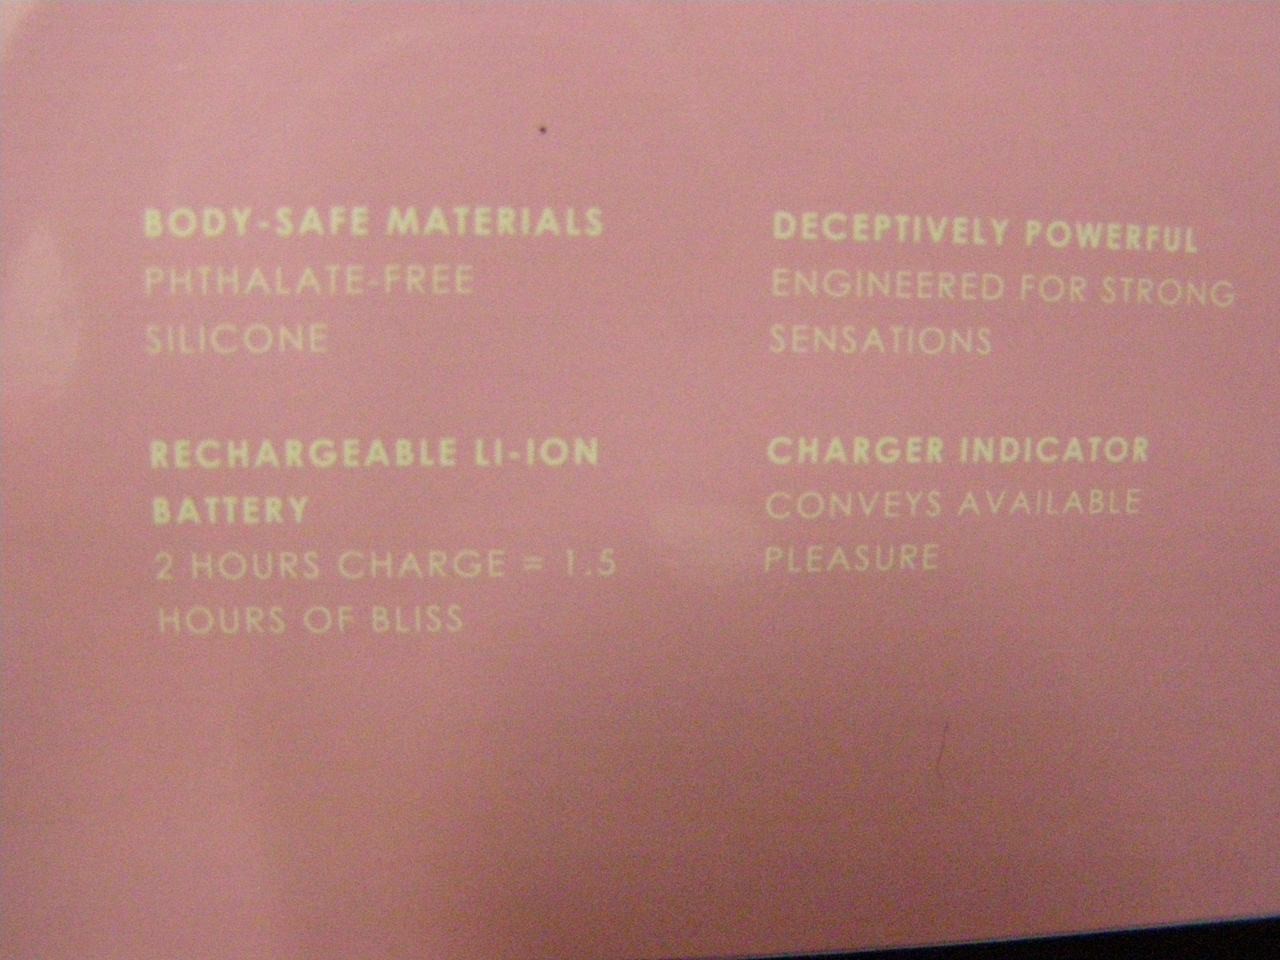 BODY-SAFE MATERIALS
PHTHALATE-FREE
SILICONE
RECHARGEABLE LI-ION
BATTERY
2 HOURS CHARGE = 1.5
HOURS OF BLISS
DECEPTIVELY POWERFUL
ENGINEERED FOR STRONG
SENSATIONS
CHARGER INDICATOR
CONVEYS AVAILABLE
PLEASURE